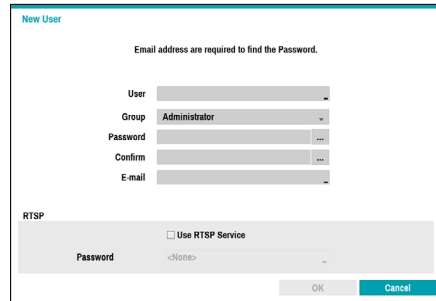 New User
Email address are required to find the Password.
User
Group Administrator
Password ...
Confirm ...
E-mail
RTSP
Use RTSP Service
Password <None>
OK Cancel